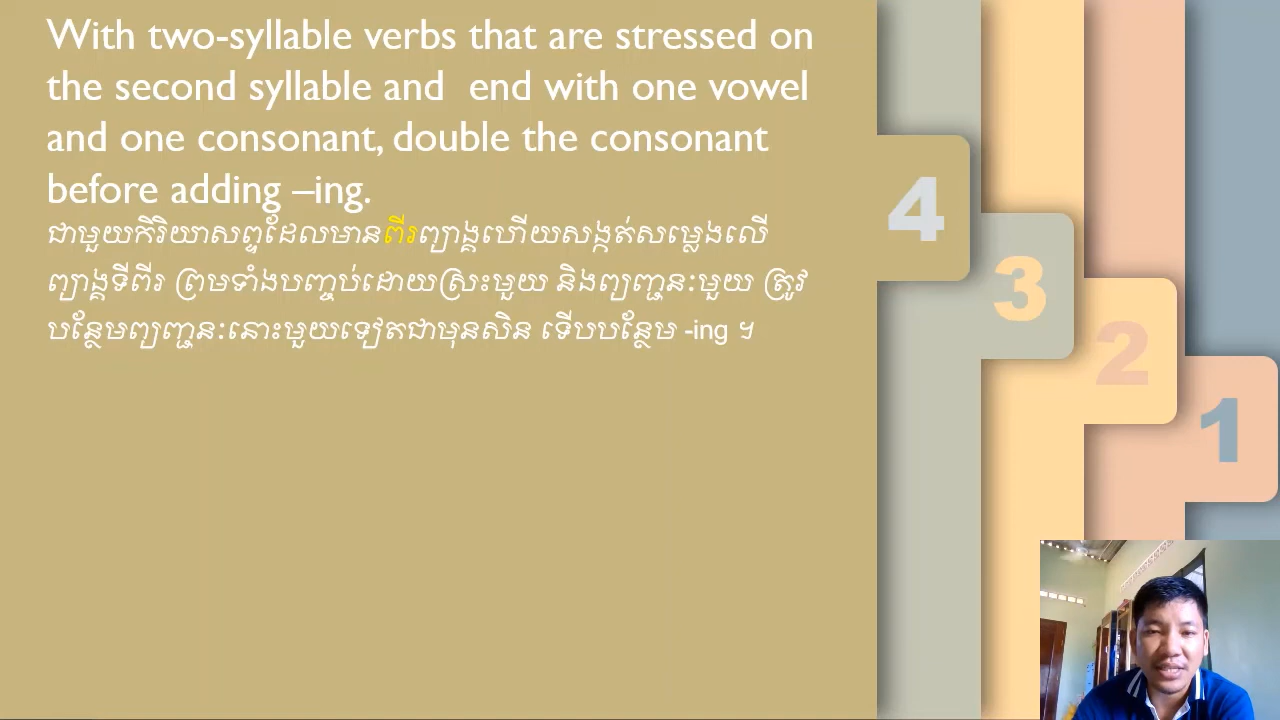 With two-syllable verbs that are stressed on
the second syllable and end with one vowel
and one consonant, double the consonant
before adding –ing.
ជាមួយកិរិយាសព្ទដែលមានពីរព្យាង្គហើយសង្កត់សម្លេងលើ
ព្យាង្គទីពីរ ព្រមទាំងបញ្ចប់ដោយស្រះមួយ និងព្យញ្ជនៈមួយ ត្រូវ
បន្ថែមព្យញ្ជនៈនោះមួយទៀតជាមុនសិន ទើបបន្ថែម -ing ។
4
3
2
1